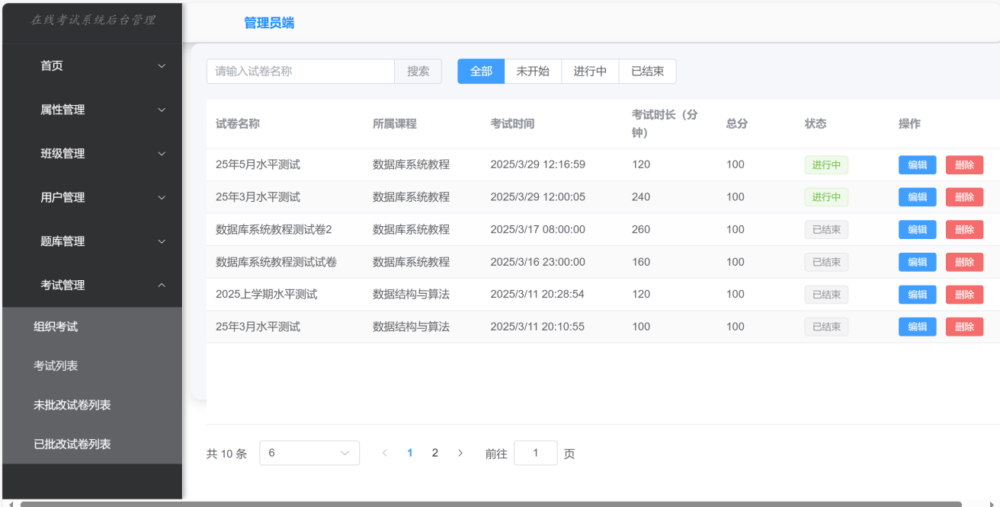 在线考试系统后台管理
管理员端
首页
属性管理
班级管理
用户管理
题库管理
考试管理
组织考试
考试列表
未批改试卷列表
已批改试卷列表
请输入试卷名称 搜索 全部 未开始 进行中 已结束
试卷名称 所属课程 考试时间 考试时长（分 总分 状态 操作
钟）
25年5月水平测试 数据库系统教程 2025/3/29 12:16:59 120 100 进行中 编辑 删除
25年3月水平测试 数据库系统教程 2025/3/29 12:00:05 240 100 进行中 编辑 删除
数据库系统教程测试卷2 数据库系统教程 2025/3/17 08:00:00 260 100 已结束 编辑 删除
数据库系统教程测试试卷 数据库系统教程 2025/3/16 23:00:00 160 100 已结束 编辑 删除
2025上学期水平测试 数据结构与算法 2025/3/11 20:28:54 120 100 已结束 编辑 删除
25年3月水平测试 数据结构与算法 2025/3/11 20:10:55 100 100 已结束 编辑 删除
共 10 条 6 1 2 前往 1 页